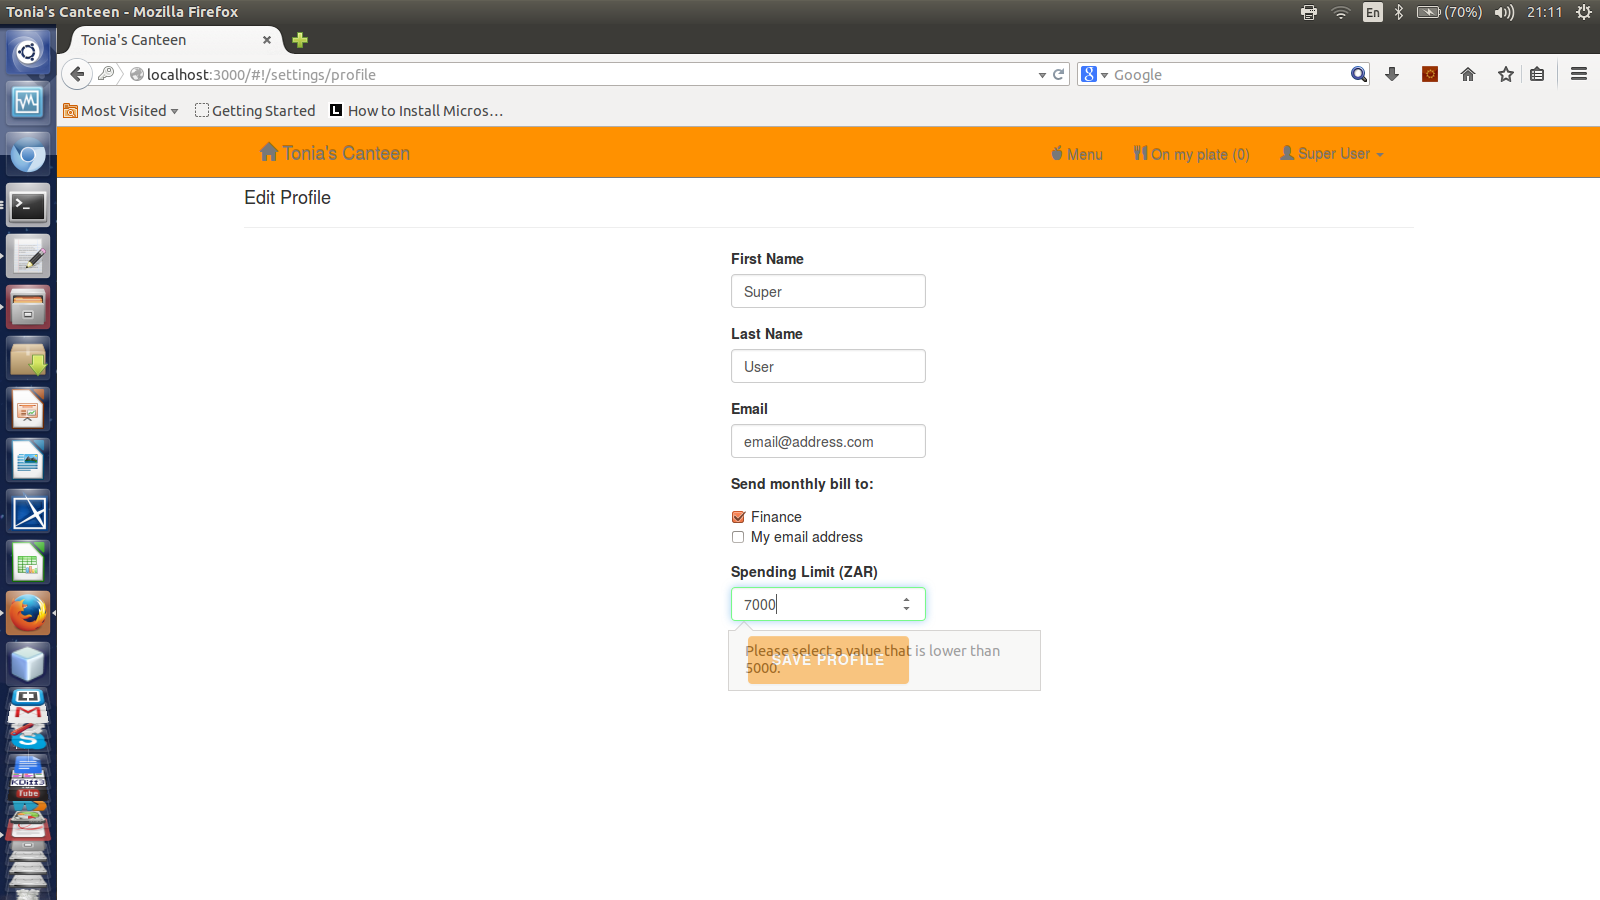 Tonia's Canteen - Mozilla Firefox
En
(70%)
21:11
Tonia's Canteen
localhost:3000/#!/settings/profile
Google
Most Visited
Getting Started
How to Install Micros...
Tonia's Canteen
Menu
On my plate (0)
Super User
Edit Profile
First Name
Super
Last Name
User
Email
email@address.com
Send monthly bill to:
Finance
My email address
Spending Limit (ZAR)
7000
Please select a value that is lower than
5000.
SAVE PROFILE
KDiff3
Tube